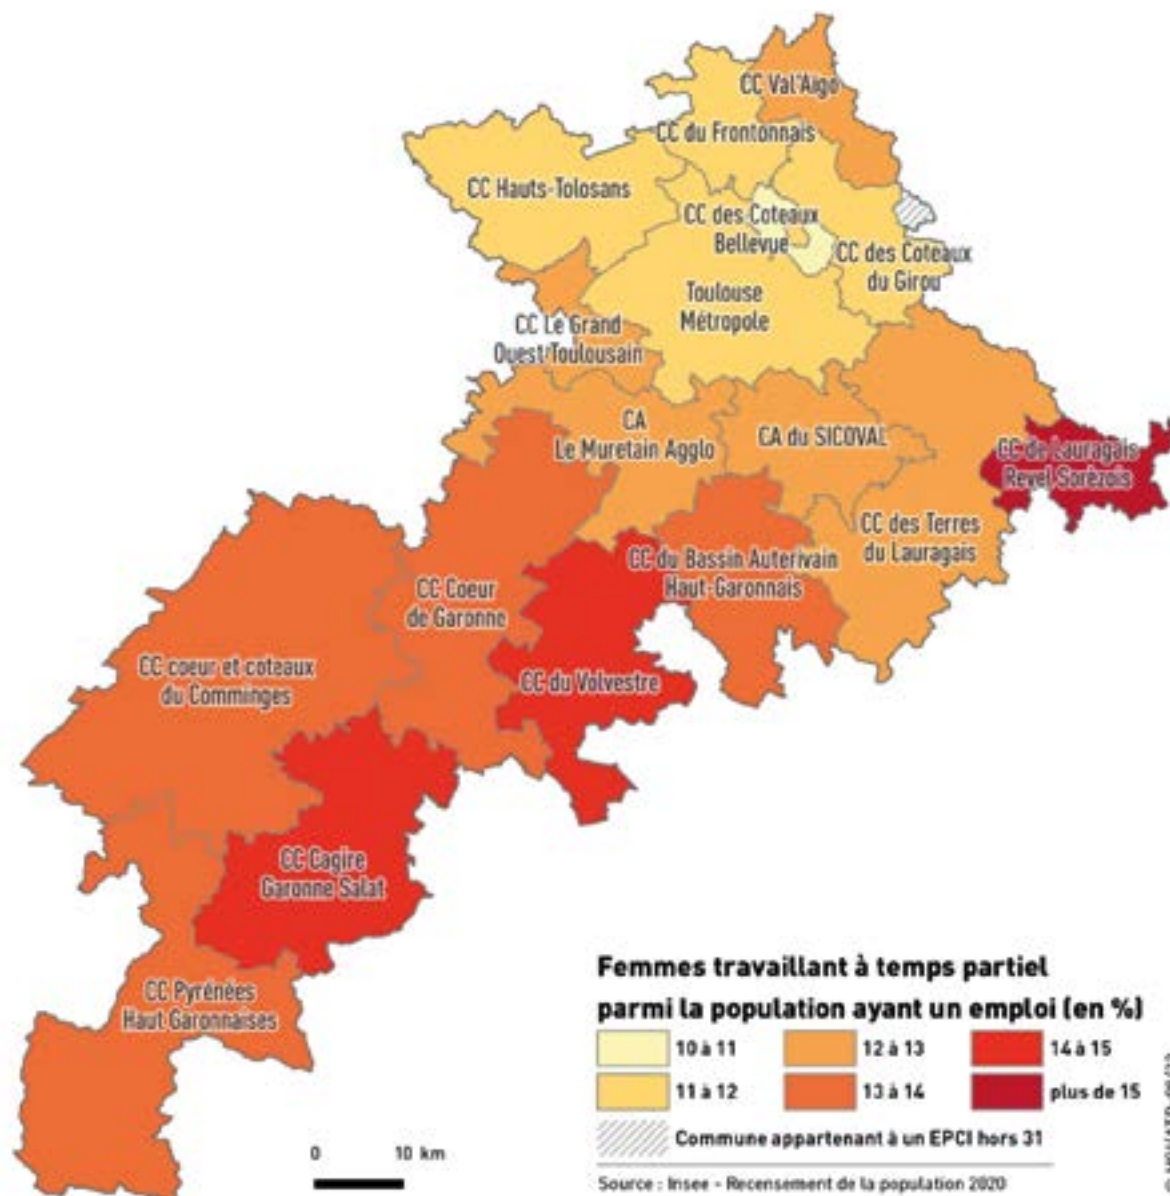 CC Val'Aïgo
CC du Frontonnais
CC Hauts-Tolosans
CC des Coteaux
Bellevue
CC des Coteaux
du Girou
Toulouse
Métropole
CC Le Grand
Ouest Toulousain
CA
Le Muretain Agglo
CA du SICOVAL
CC de Lauragais
Revel Sorèzois
CC des Terres
du Lauragais
CC du Bassin Auterivain
Haut-Garonnais
CC Coeur
de Garonne
CC coeur et coteaux
du Comminges
CC du Volvestre
CC Cagire
Garonne Salat
CC Pyrénées
Haut Garonnaises
Femmes travaillant à temps partiel
parmi la population ayant un emploi (en %)
10 à 11
12 à 13
14 à 15
11 à 12
13 à 14
plus de 15
Commune appartenant à un EPCI hors 31
0 10 km
Source : Insee - Recensement de la population 2020